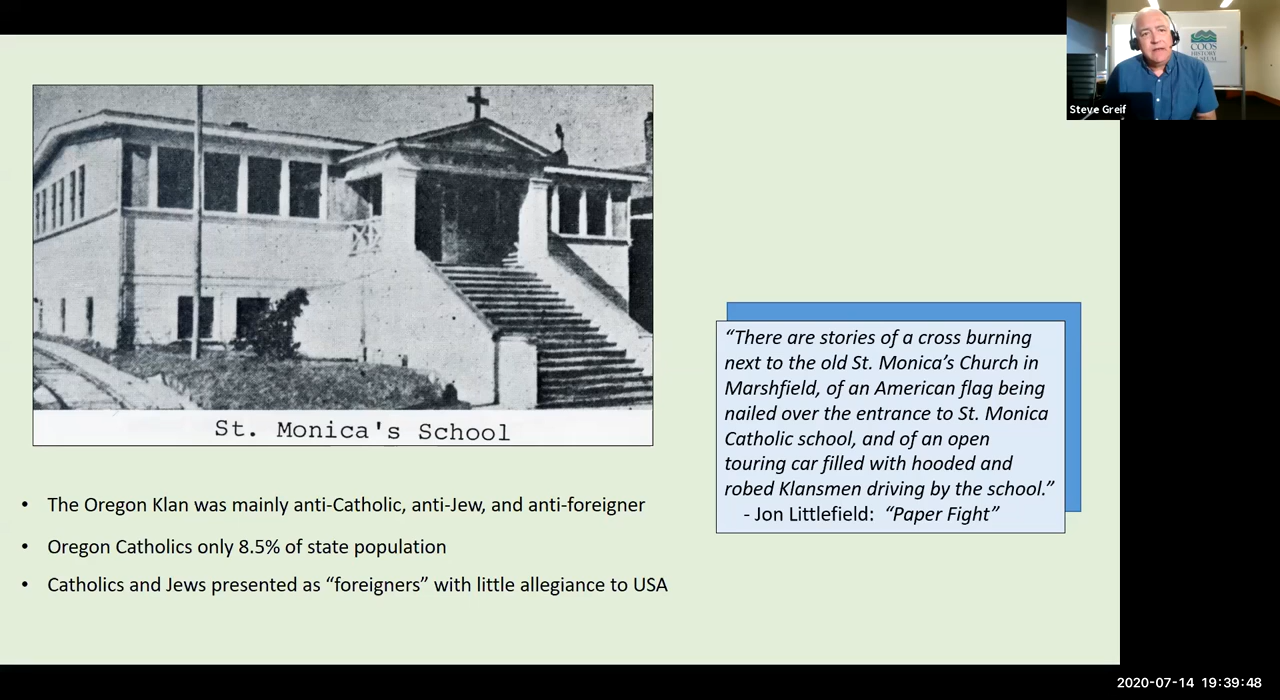 COOS
HISTORY
MUSEUM
Steve Greif
St. Monica's School
“There are stories of a cross burning
next to the old St. Monica’s Church in
Marshfield, of an American flag being
nailed over the entrance to St. Monica
Catholic school, and of an open
touring car filled with hooded and
robed Klansmen driving by the school.”
- Jon Littlefield: “Paper Fight”
• The Oregon Klan was mainly anti-Catholic, anti-Jew, and anti-foreigner
• Oregon Catholics only 8.5% of state population
• Catholics and Jews presented as “foreigners” with little allegiance to USA
2020-07-14 19:39:48